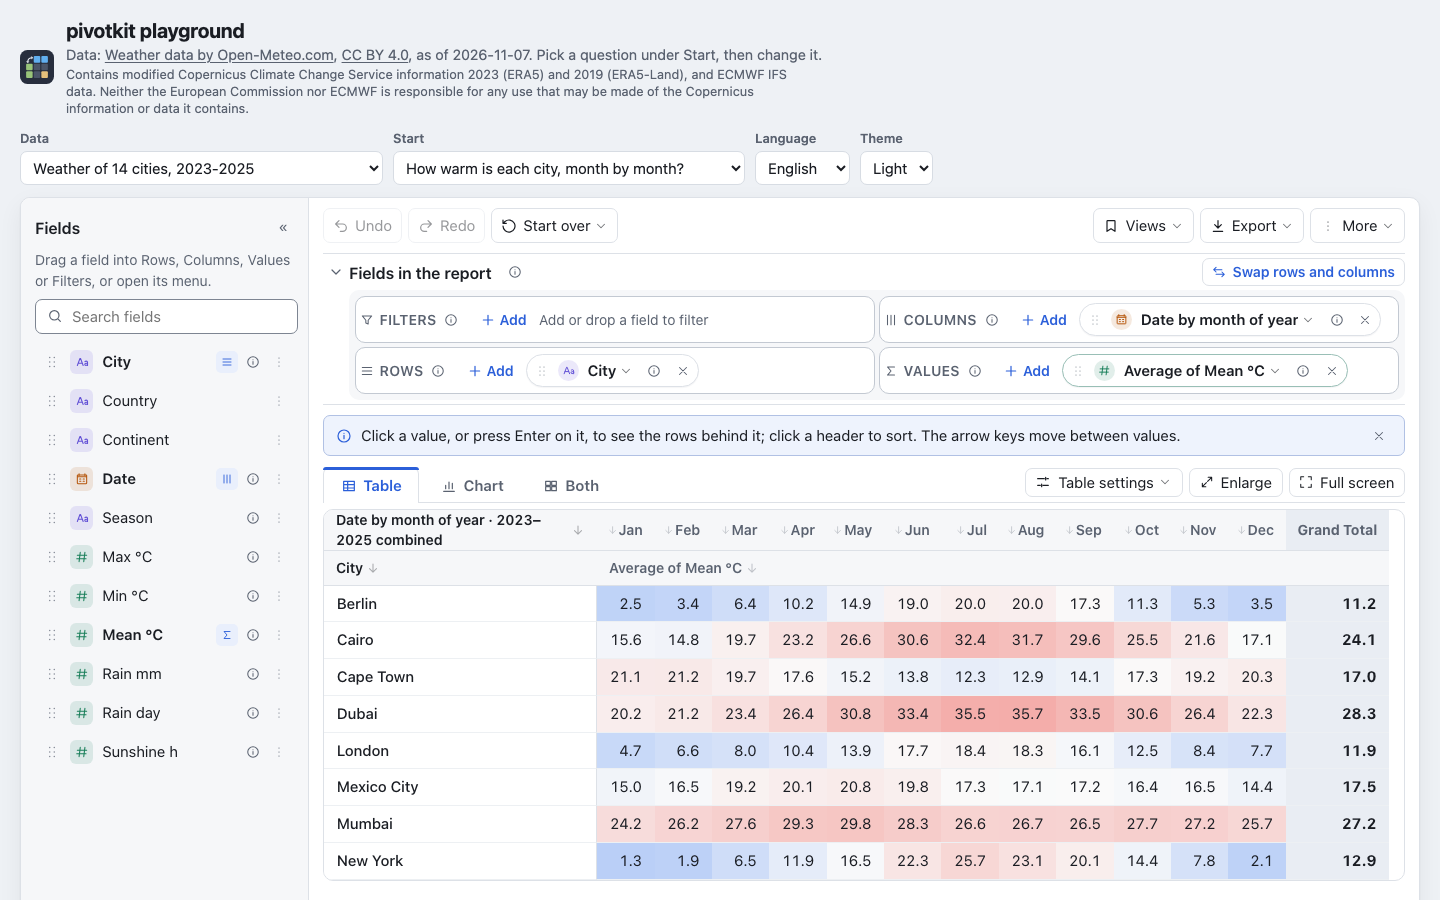 pivotkit playground
Data: Weather data by Open-Meteo.com, CC BY 4.0, as of 2026-11-07. Pick a question under Start, then change it.
Contains modified Copernicus Climate Change Service information 2023 (ERA5) and 2019 (ERA5-Land), and ECMWF IFS
data. Neither the European Commission nor ECMWF is responsible for any use that may be made of the Copernicus
information or data it contains.
Data Start Language Theme
Weather of 14 cities, 2023-2025 How warm is each city, month by month? English Light
Fields «
Drag a field into Rows, Columns, Values
or Filters, or open its menu.
Search fields
Aa City
Aa Country
Aa Continent
Date
Aa Season
# Max °C
# Min °C
# Mean °C Σ
# Rain mm
# Rain day
# Sunshine h
Undo Redo Start over Views Export More
Fields in the report Swap rows and columns
FILTERS + Add Add or drop a field to filter
COLUMNS + Add Date by month of year
ROWS + Add Aa City
Σ VALUES + Add # Average of Mean °C
Click a value, or press Enter on it, to see the rows behind it; click a header to sort. The arrow keys move between values.
Table Chart Both Table settings Enlarge Full screen
Date by month of year · 2023–
2025 combined ↓ ↓Jan ↓Feb ↓Mar ↓Apr ↓May ↓Jun ↓Jul ↓Aug ↓Sep ↓Oct ↓Nov ↓Dec Grand Total
City ↓ Average of Mean °C ↓
Berlin 2.5 3.4 6.4 10.2 14.9 19.0 20.0 20.0 17.3 11.3 5.3 3.5 11.2
Cairo 15.6 14.8 19.7 23.2 26.6 30.6 32.4 31.7 29.6 25.5 21.6 17.1 24.1
Cape Town 21.1 21.2 19.7 17.6 15.2 13.8 12.3 12.9 14.1 17.3 19.2 20.3 17.0
Dubai 20.2 21.2 23.4 26.4 30.8 33.4 35.5 35.7 33.5 30.6 26.4 22.3 28.3
London 4.7 6.6 8.0 10.4 13.9 17.7 18.4 18.3 16.1 12.5 8.4 7.7 11.9
Mexico City 15.0 16.5 19.2 20.1 20.8 19.8 17.3 17.1 17.2 16.4 16.5 14.4 17.5
Mumbai 24.2 26.2 27.6 29.3 29.8 28.3 26.6 26.7 26.5 27.7 27.2 25.7 27.2
New York 1.3 1.9 6.5 11.9 16.5 22.3 25.7 23.1 20.1 14.4 7.8 2.1 12.9